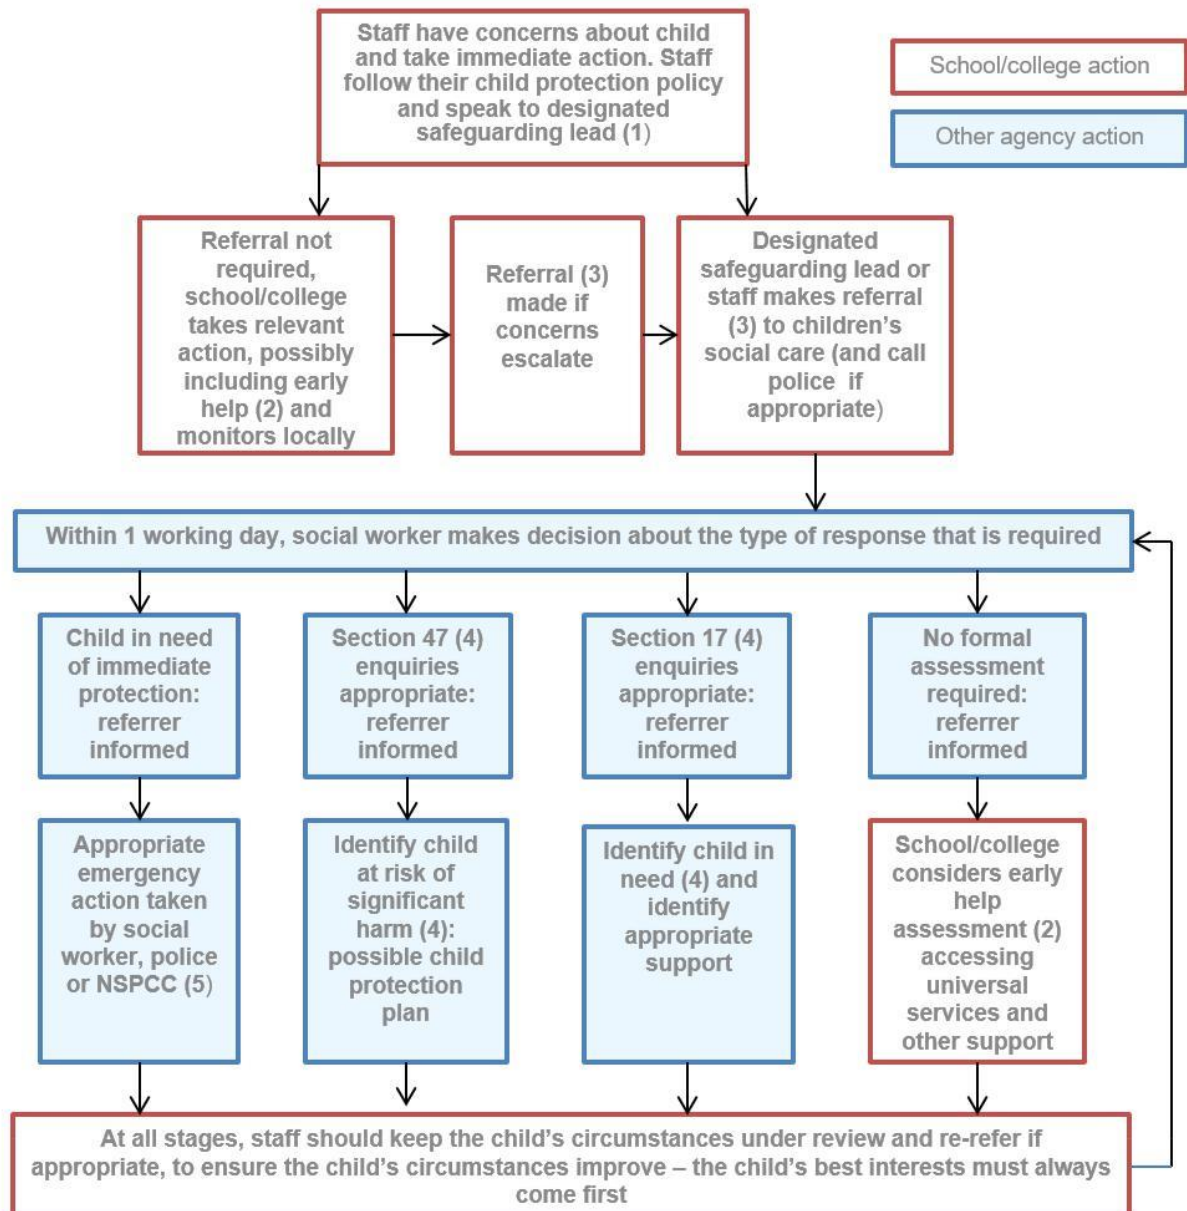 Staff have concerns about child
and take immediate action. Staff
follow their child protection policy
and speak to designated
safeguarding lead (1)
School/college action
Other agency action
Referral not
required,
school/college
takes relevant
action, possibly
including early
help (2) and
monitors locally
Referral (3)
made if
concerns
escalate
Designated
safeguarding lead or
staff makes referral
(3) to children’s
social care (and call
police if
appropriate)
Within 1 working day, social worker makes decision about the type of response that is required
Child in need
of immediate
protection:
referrer
informed
Section 47 (4)
enquiries
appropriate:
referrer
informed
Section 17 (4)
enquiries
appropriate:
referrer
informed
No formal
assessment
required:
referrer
informed
Appropriate
emergency
action taken
by social
worker, police
or NSPCC (5)
Identify child
at risk of
significant
harm (4):
possible child
protection
plan
Identify child in
need (4) and
identify
appropriate
support
School/college
considers early
help
assessment (2)
accessing
universal
services and
other support
At all stages, staff should keep the child’s circumstances under review and re-refer if
appropriate, to ensure the child’s circumstances improve – the child’s best interests must always
come first